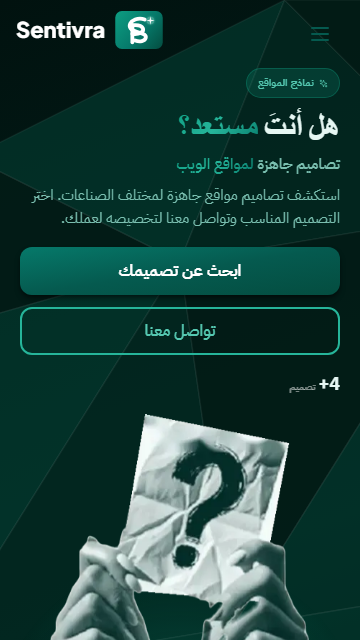 Sentivra
نماذج المواقع
هل أنتَ مستعد؟
تصاميم جاهزة لمواقع الويب
استكشف تصاميم مواقع جاهزة لمختلف الصناعات. اختر
التصميم المناسب وتواصل معنا لتخصيصه لعملك.
ابحث عن تصميمك
تواصل معنا
4+ تصميم
?